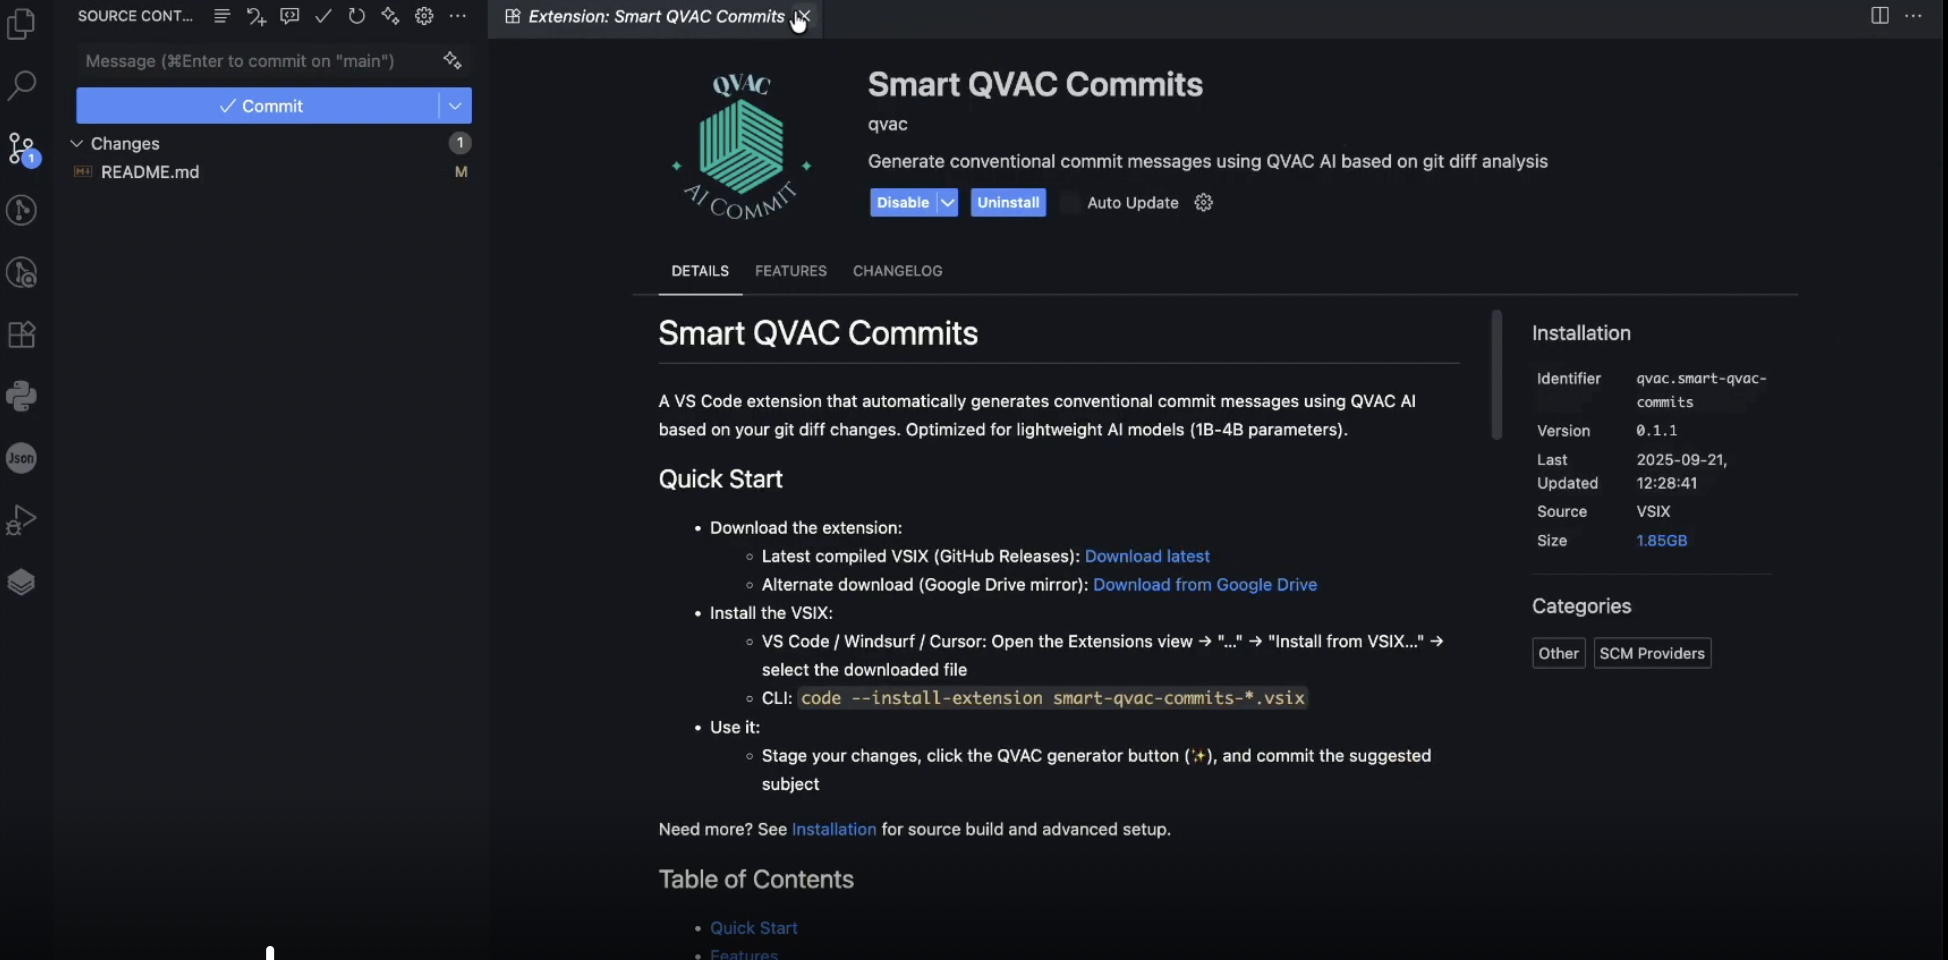 SOURCE CONT...
Message (⌘Enter to commit on "main")
Commit
Changes 1
README.md M
1
Json
Extension: Smart QVAC Commits
QVAC
AI COMMIT
Smart QVAC Commits
qvac
Generate conventional commit messages using QVAC AI based on git diff analysis
Disable Uninstall Auto Update
DETAILS FEATURES CHANGELOG
Smart QVAC Commits
A VS Code extension that automatically generates conventional commit messages using QVAC AI
based on your git diff changes. Optimized for lightweight AI models (1B-4B parameters).
Quick Start
• Download the extension:
◦ Latest compiled VSIX (GitHub Releases): Download latest
◦ Alternate download (Google Drive mirror): Download from Google Drive
• Install the VSIX:
◦ VS Code / Windsurf / Cursor: Open the Extensions view → "..." → "Install from VSIX..." →
select the downloaded file
◦ CLI: code --install-extension smart-qvac-commits-*.vsix
• Use it:
◦ Stage your changes, click the QVAC generator button (✨), and commit the suggested
subject
Need more? See Installation for source build and advanced setup.
Table of Contents
• Quick Start
• Features
Installation
Identifier qvac.smart-qvac-
commits
Version 0.1.1
Last 2025-09-21,
Updated 12:28:41
Source VSIX
Size 1.85GB
Categories
Other SCM Providers